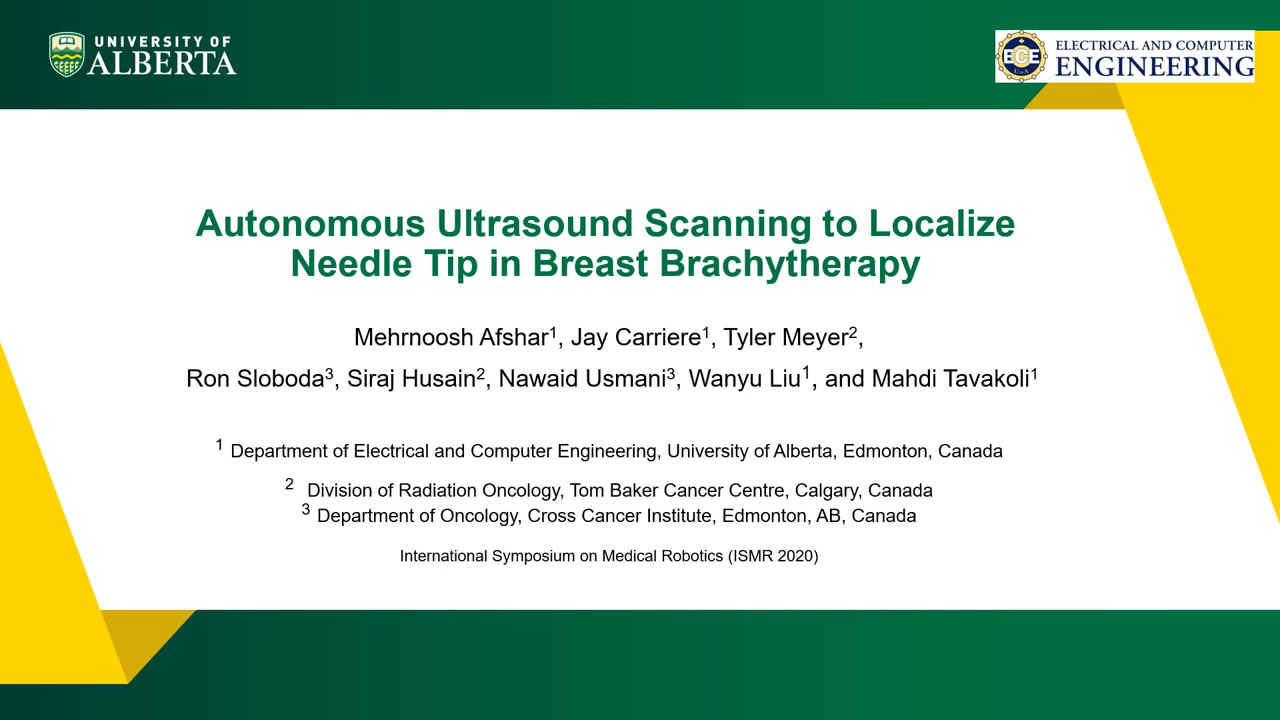 UNIVERSITY OF
ALBERTA
ECE
ELECTRICAL AND COMPUTER
ENGINEERING
Autonomous Ultrasound Scanning to Localize
Needle Tip in Breast Brachytherapy
Mehrnoosh Afshar¹, Jay Carriere¹, Tyler Meyer²,
Ron Sloboda³, Siraj Husain², Nawaid Usmani³, Wanyu Liu¹, and Mahdi Tavakoli¹
¹ Department of Electrical and Computer Engineering, University of Alberta, Edmonton, Canada
² Division of Radiation Oncology, Tom Baker Cancer Centre, Calgary, Canada
³ Department of Oncology, Cross Cancer Institute, Edmonton, AB, Canada
International Symposium on Medical Robotics (ISMR 2020)